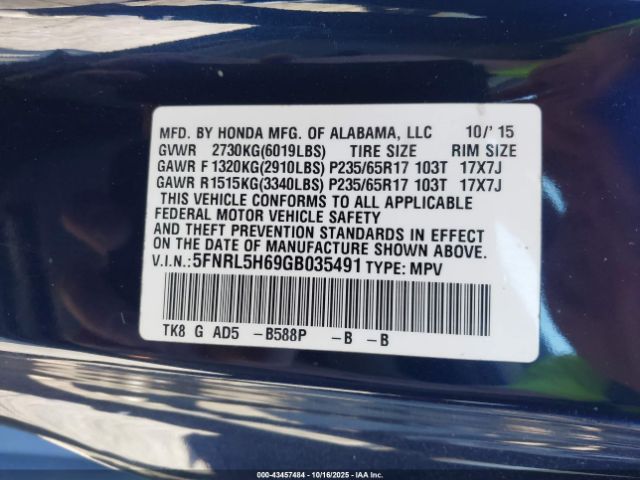 MFD. BY HONDA MFG. OF ALABAMA, LLC 10/'15
GVWR 2730KG(6019LBS) TIRE SIZE RIM SIZE
GAWR F 1320KG(2910LBS) P235/65R17 103T 17X7J
GAWR R1515KG(3340LBS) P235/65R17 103T 17X7J
THIS VEHICLE CONFORMS TO ALL APPLICABLE
FEDERAL MOTOR VEHICLE SAFETY
AND THEFT PREVENTION STANDARDS IN EFFECT
ON THE DATE OF MANUFACTURE SHOWN ABOVE.
V.I.N.:5FNRL5H69GB035491 TYPE: MPV
TK8 G AD5 -B588P -B -B
000-43457484 - 10/16/2025 - Copyright IAA, Inc.